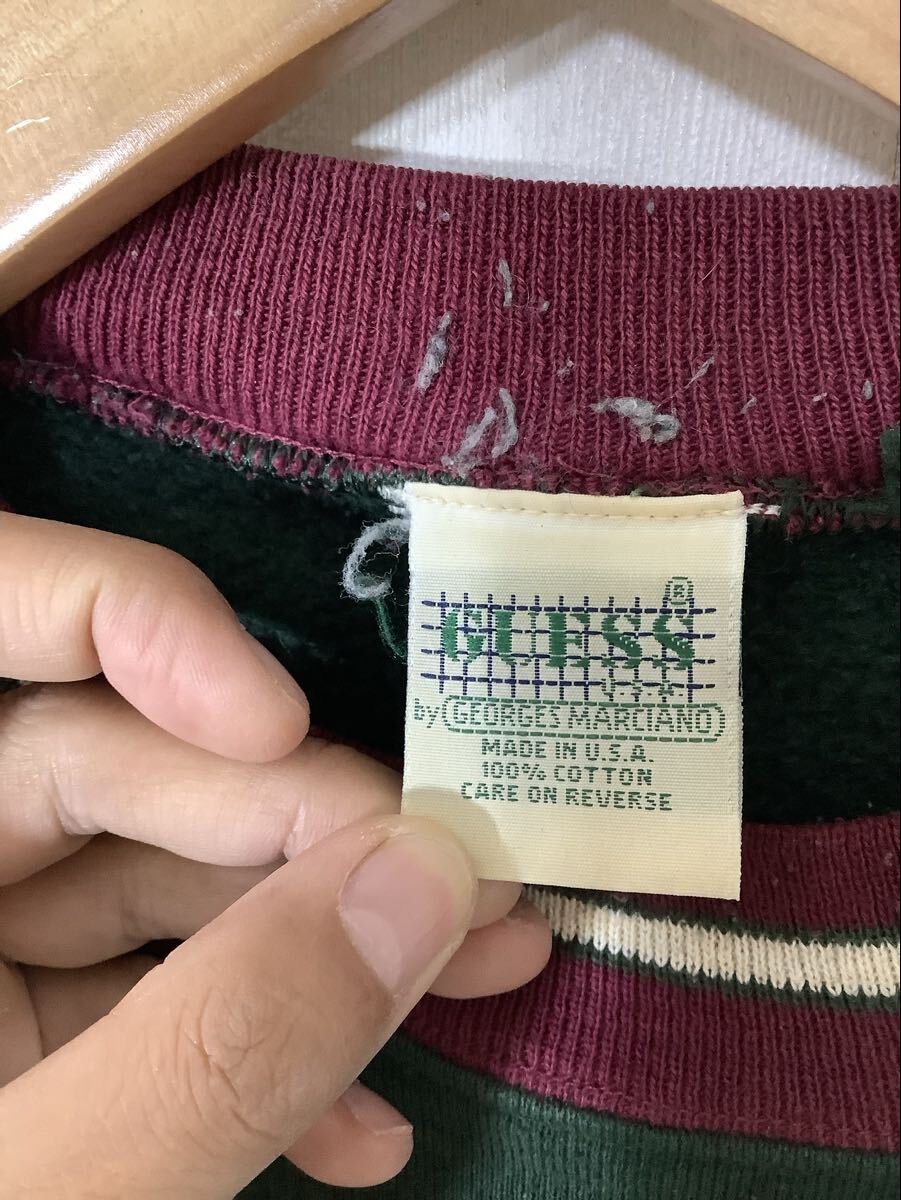 GUESS ®
U.S.A.
by GEORGES MARCIANO
MADE IN U.S.A.
100% COTTON
CARE ON REVERSE